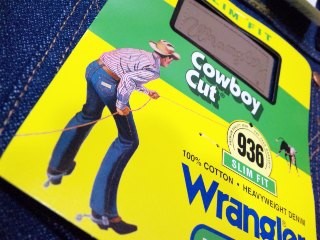 SLIM FIT
Cowboy
Cut
936
SLIM FIT
100% COTTON • HEAVYWEIGHT DENIM
Wrangler